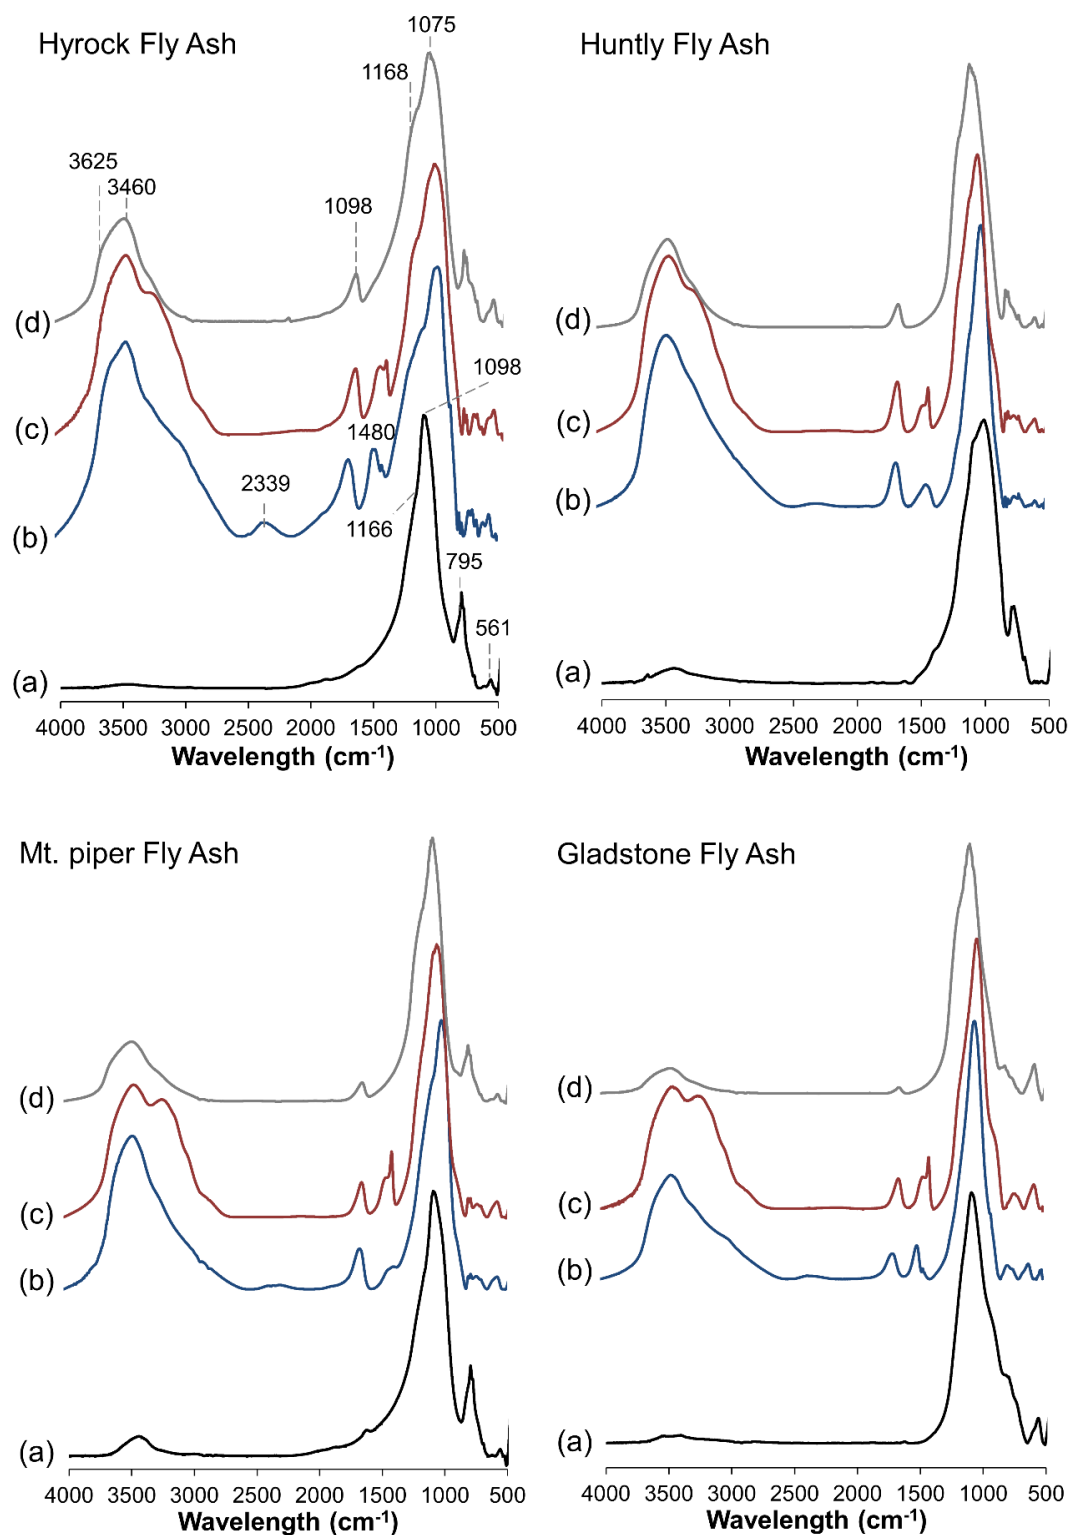 Hyrock Fly Ash
1075
1168
3625
3460
1098
(d)
(c)
1098
1480
2339
(b)
1166
795
561
(a)
4000 3500 3000 2500 2000 1500 1000 500
Wavelength (cm-1)
Huntly Fly Ash
(d)
(c)
(b)
(a)
4000 3500 3000 2500 2000 1500 1000 500
Wavelength (cm-1)
Mt. piper Fly Ash
(d)
(c)
(b)
(a)
4000 3500 3000 2500 2000 1500 1000 500
Wavelength (cm-1)
Gladstone Fly Ash
(d)
(c)
(b)
(a)
4000 3500 3000 2500 2000 1500 1000 500
Wavelength (cm-1)